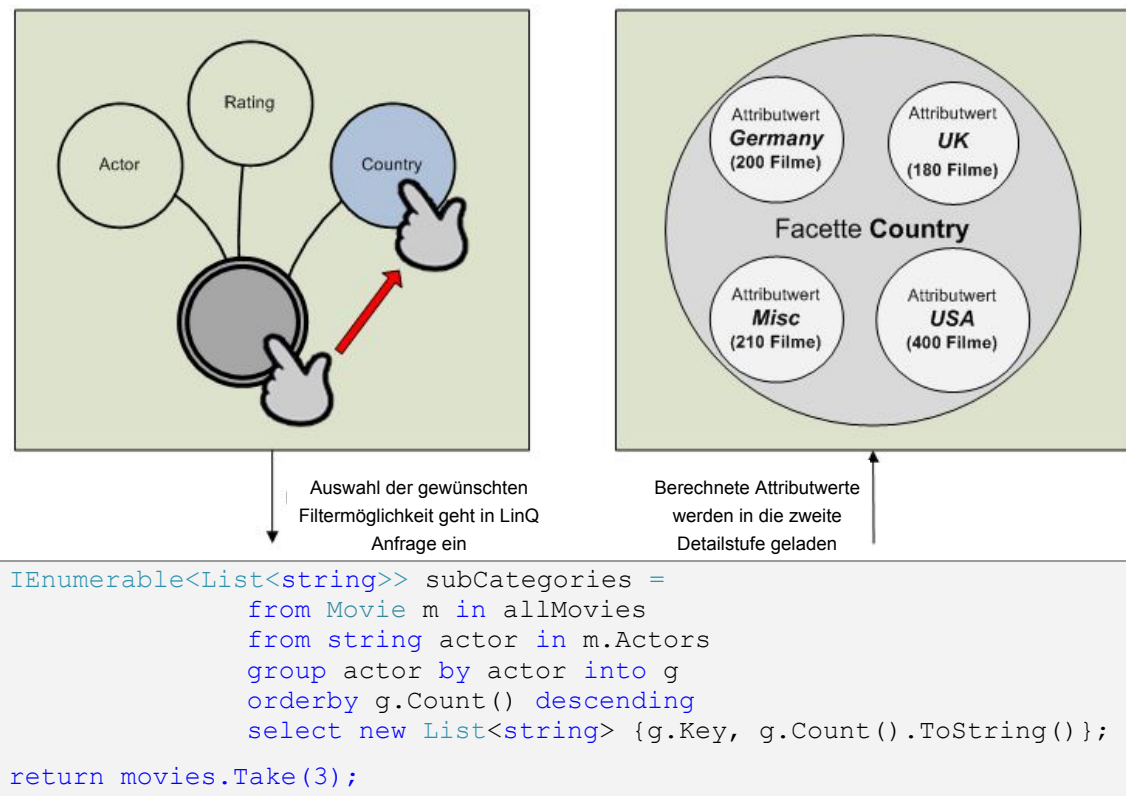 Rating
Actor
Country
Attributwert
Germany
(200 Filme)
Attributwert
UK
(180 Filme)
Facette Country
Attributwert
Misc
(210 Filme)
Attributwert
USA
(400 Filme)
Auswahl der gewünschten
Filtermöglichkeit geht in LinQ
Anfrage ein
Berechnete Attributwerte
werden in die zweite
Detailstufe geladen
IEnumerable<List<string>> subCategories =
from Movie m in allMovies
from string actor in m.Actors
group actor by actor into g
orderby g.Count() descending
select new List<string> {g.Key, g.Count().ToString()};
return movies.Take(3);